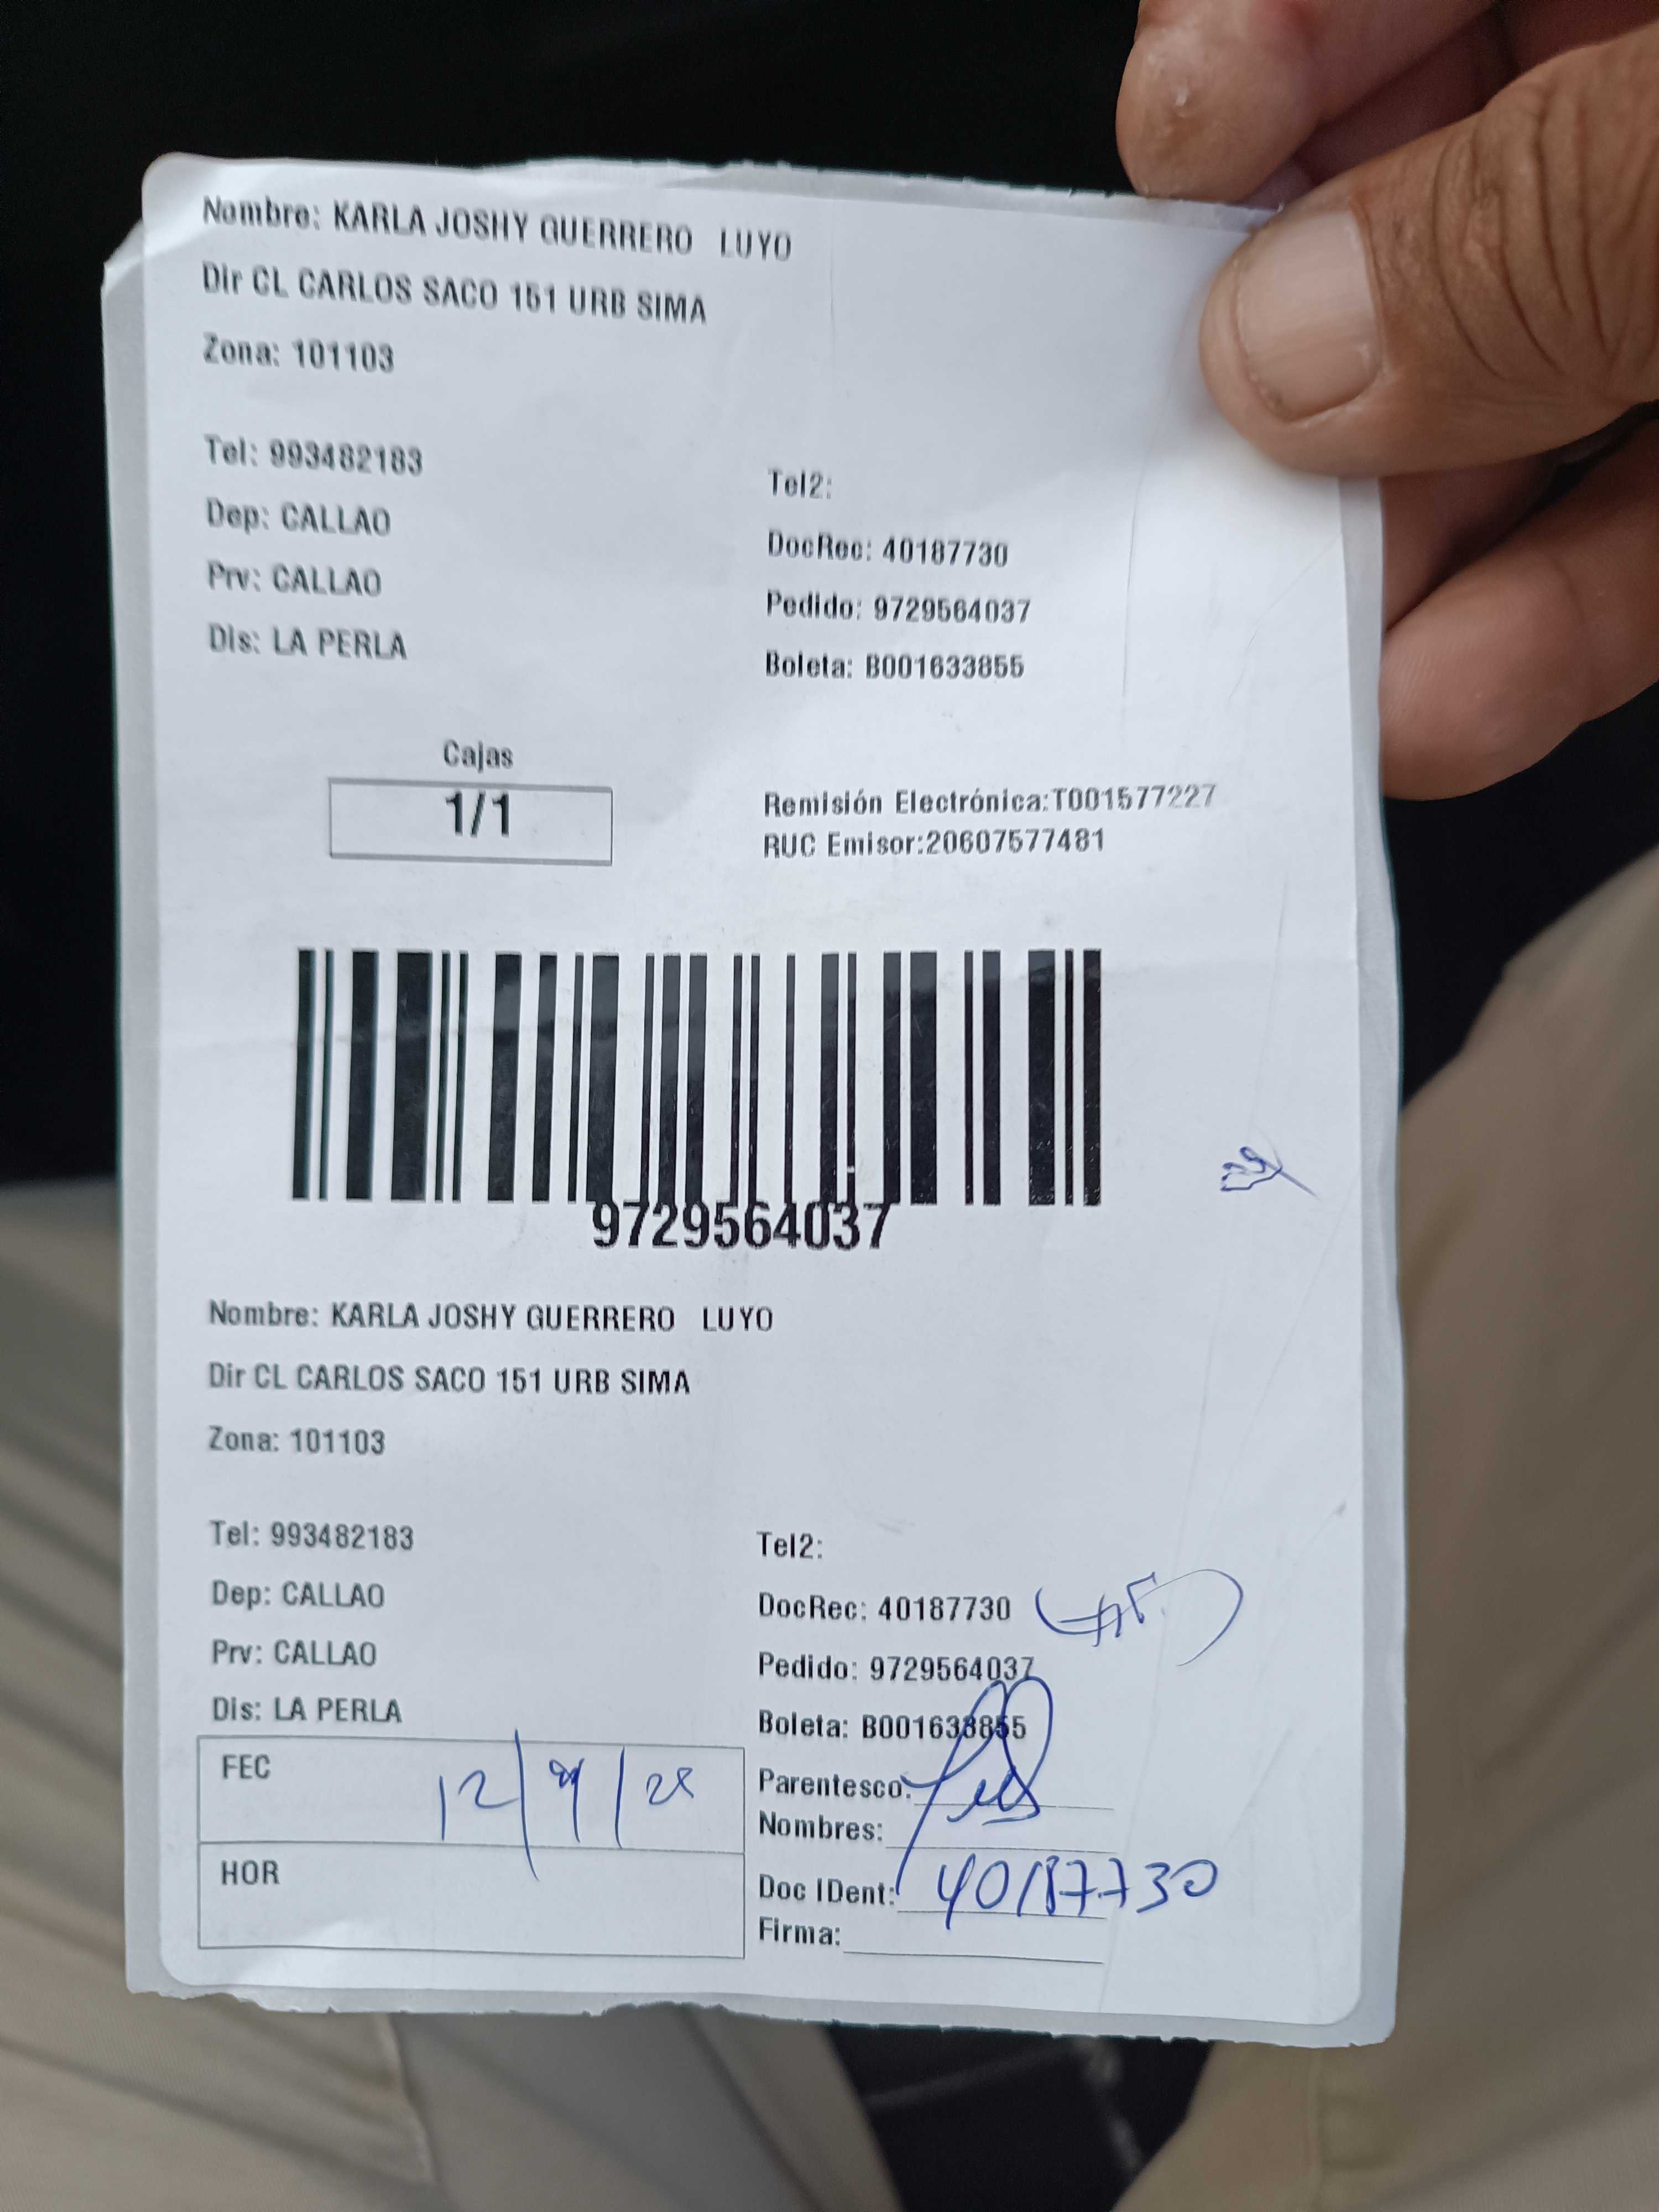 Nombre: KARLA JOSHY GUERRERO LUYO
Dir CL CARLOS SACO 151 URB SIMA
Zona: 101103
Tel: 993482183
Tel2:
Dep: CALLAO
DocRec: 40187730
Prv: CALLAO
Pedido: 9729564037
Dis: LA PERLA
Boleta: B001633855
Cajas
1/1
Remisión Electrónica:T001577227
RUC Emisor:20607577481
9729564037
Nombre: KARLA JOSHY GUERRERO LUYO
Dir CL CARLOS SACO 151 URB SIMA
Zona: 101103
Tel: 993482183
Tel2:
Dep: CALLAO
DocRec: 40187730
Prv: CALLAO
Pedido: 9729564037
Dis: LA PERLA
Boleta: B001633855
FEC 12/
Parentesco:
Nombres:
HOR
Doc IDent: 40187730
Firma: